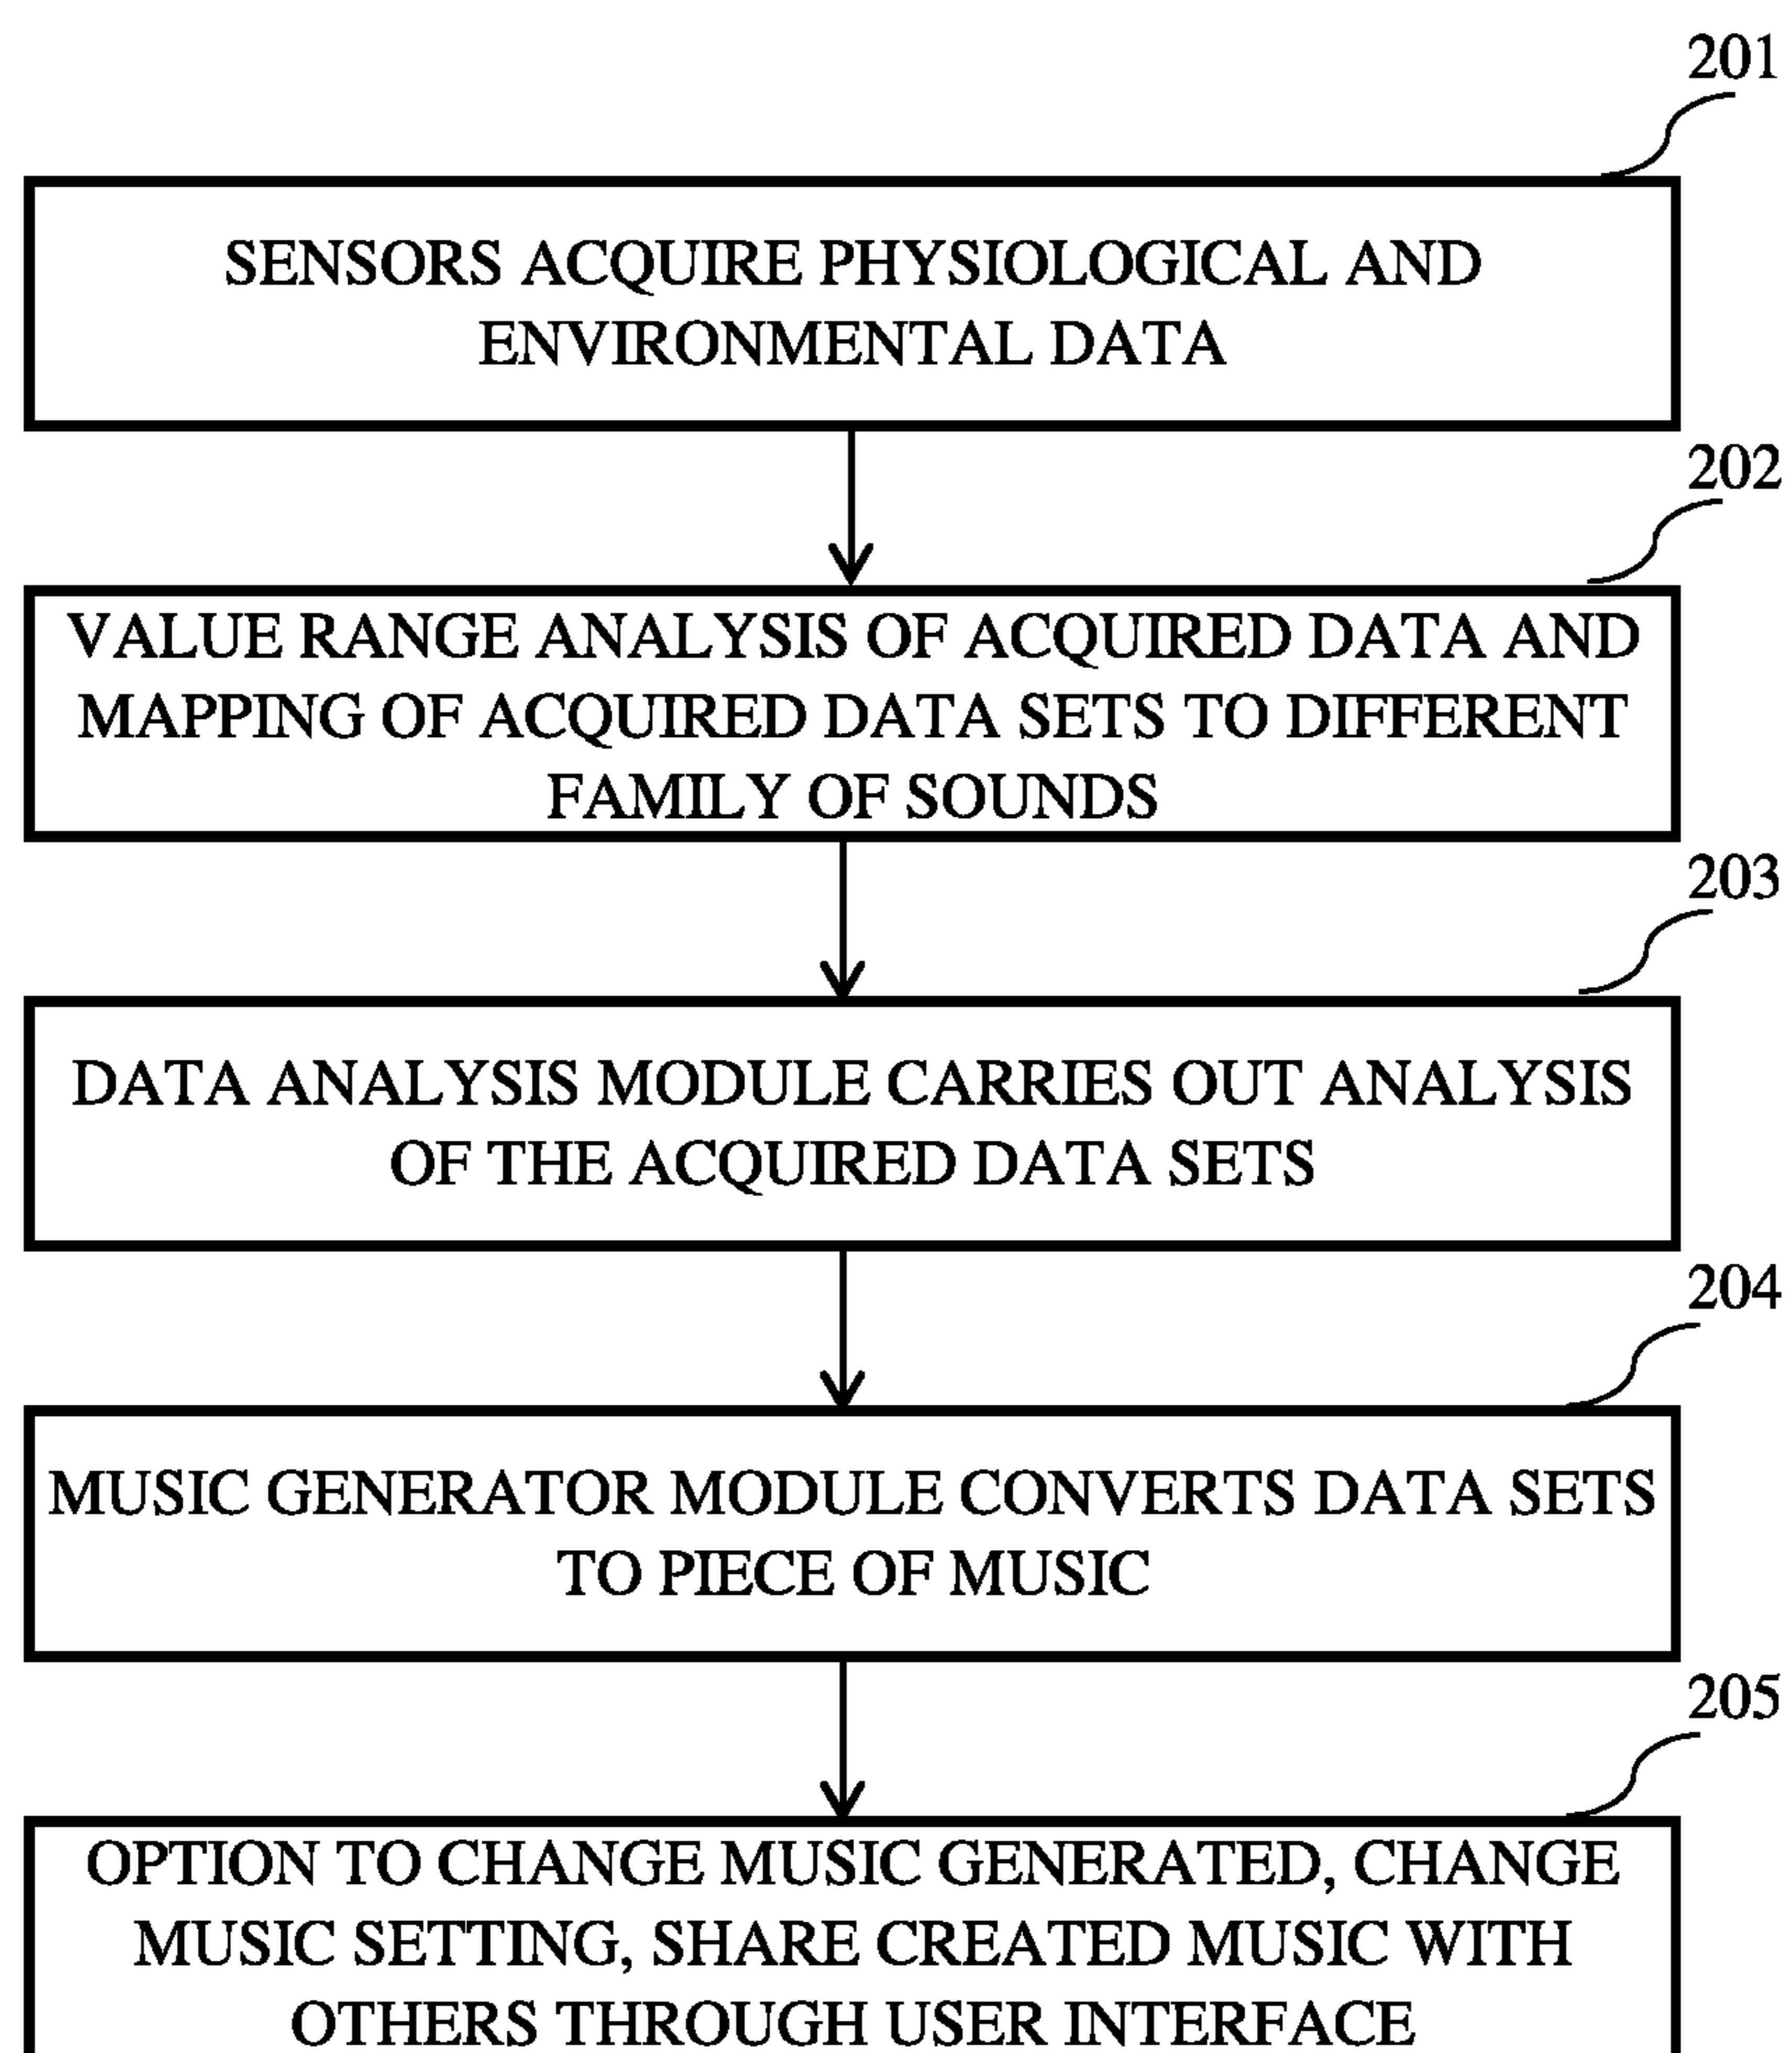 201
SENSORS ACQUIRE PHYSIOLOGICAL AND
ENVIRONMENTAL DATA
202
VALUE RANGE ANALYSIS OF ACQUIRED DATA AND
MAPPING OF ACQUIRED DATA SETS TO DIFFERENT
FAMILY OF SOUNDS
203
DATA ANALYSIS MODULE CARRIES OUT ANALYSIS
OF THE ACQUIRED DATA SETS
204
MUSIC GENERATOR MODULE CONVERTS DATA SETS
TO PIECE OF MUSIC
205
OPTION TO CHANGE MUSIC GENERATED, CHANGE
MUSIC SETTING, SHARE CREATED MUSIC WITH
OTHERS THROUGH USER INTERFACE